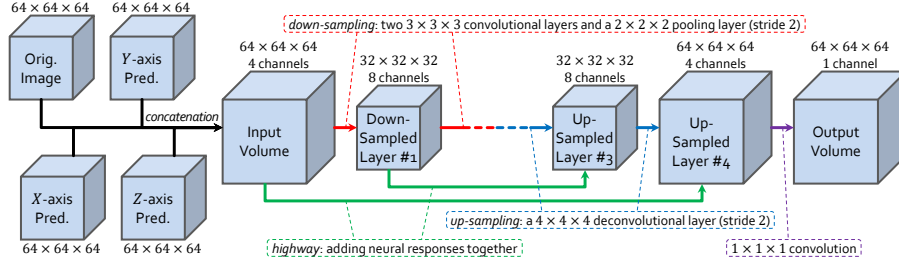 64 × 64 × 64
64 × 64 × 64
Orig.
Image
Y-axis
Pred.
X-axis
Pred.
Z-axis
Pred.
64 × 64 × 64
64 × 64 × 64
concatenation
64 × 64 × 64
4 channels
Input
Volume
down-sampling: two 3 × 3 × 3 convolutional layers and a 2 × 2 × 2 pooling layer (stride 2)
32 × 32 × 32
8 channels
Down-
Sampled
Layer #1
32 × 32 × 32
8 channels
Up-
Sampled
Layer #3
64 × 64 × 64
4 channels
Up-
Sampled
Layer #4
64 × 64 × 64
1 channel
Output
Volume
up-sampling: a 4 × 4 × 4 deconvolutional layer (stride 2)
highway: adding neural responses together
1 × 1 × 1 convolution